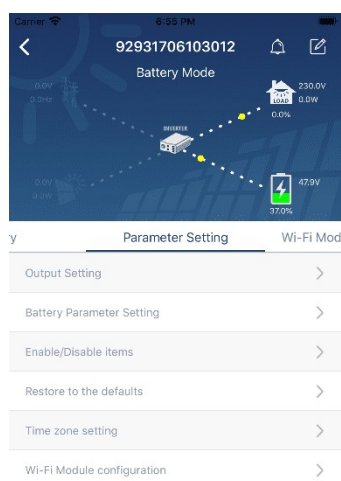 Carrier 6:55 PM
92931706103012
Battery Mode
0.0V
0.0Hz
230.0V
LOAD 0.0W
0.0%
INVERTER
0.0V
0.0W
47.9V
37.0%
y Parameter Setting Wi-Fi Mod
Output Setting
Battery Parameter Setting
Enable/Disable items
Restore to the defaults
Time zone setting
Wi-Fi Module configuration